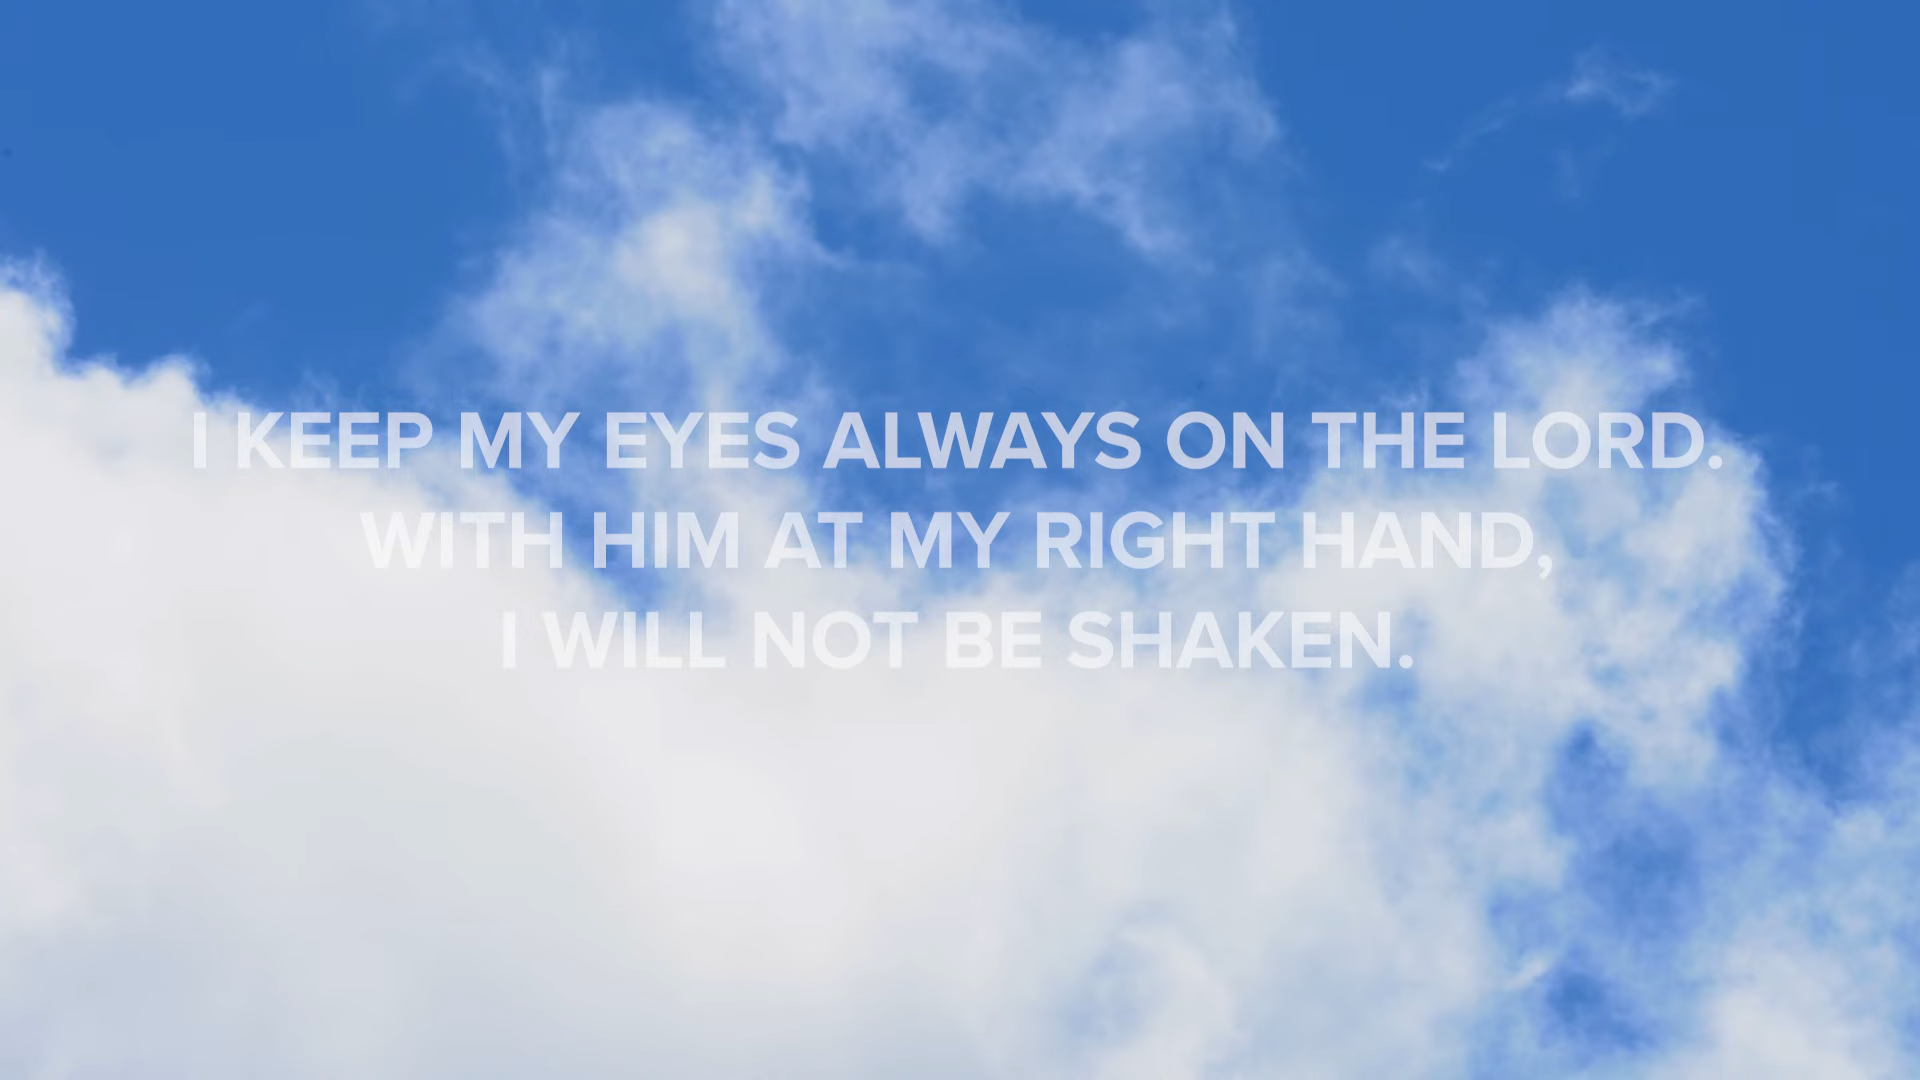 I KEEP MY EYES ALWAYS ON THE LORD.
WITH HIM AT MY RIGHT HAND,
I WILL NOT BE SHAKEN.